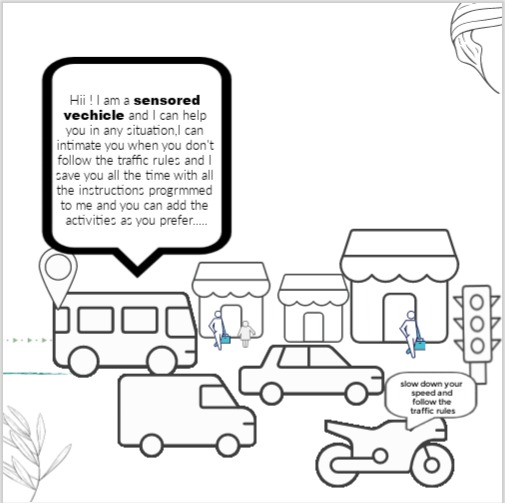 Hii ! I am a sensored
vechicle and I can help
you in any situation,I can
intimate you when you don't
follow the traffic rules and I
save you all the time with all
the instructions progrmmed
to me and you can add the
activities as you prefer.....
slow down your
speed and
follow the
traffic rules